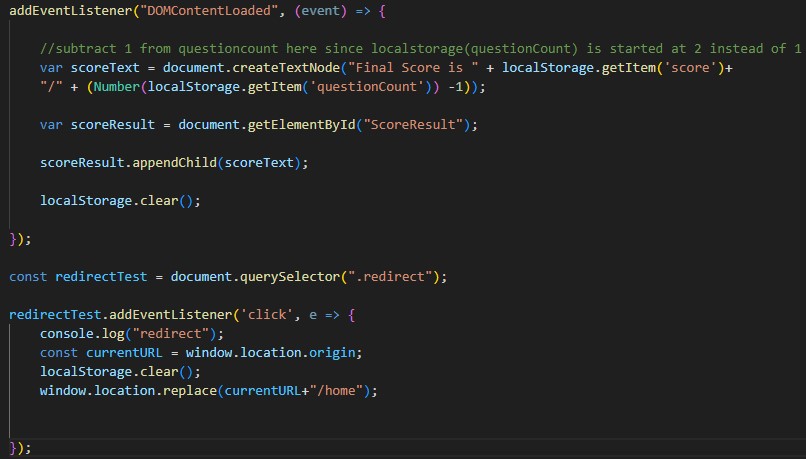 addEventListener("DOMContentLoaded", (event) => {
//subtract 1 from questioncount here since localstorage(questionCount) is started at 2 instead of 1
var scoreText = document.createTextNode("Final Score is " + localStorage.getItem('score')+
"/" + (Number(localStorage.getItem('questionCount')) -1));
var scoreResult = document.getElementById("ScoreResult");
scoreResult.appendChild(scoreText);
localStorage.clear();
});
const redirectTest = document.querySelector(".redirect");
redirectTest.addEventListener('click', e => {
console.log("redirect");
const currentURL = window.location.origin;
localStorage.clear();
window.location.replace(currentURL+"/home");
});